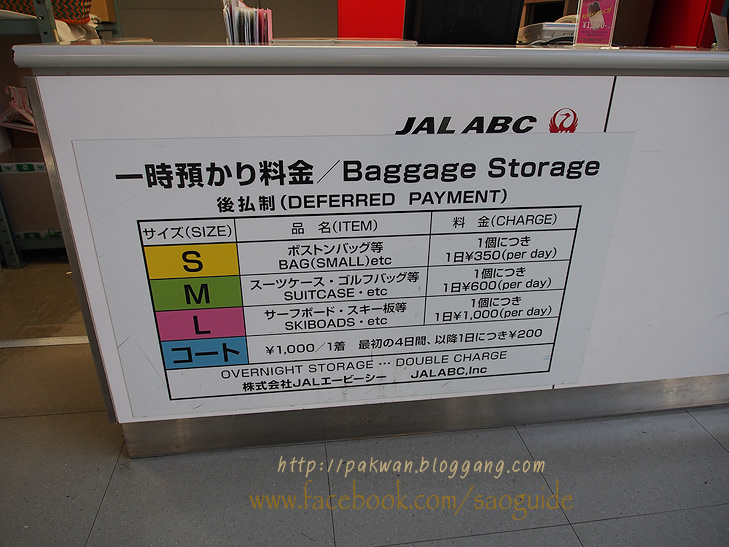 JAL ABC
一時預かり料金／Baggage Storage
後払制(DEFERRED PAYMENT)
サイズ(SIZE) 品 名(ITEM) 料 金(CHARGE)
S ボストンバッグ等 1個につき
BAG(SMALL)etc 1日¥350(per day)
M スーツケース・ゴルフバッグ等 1個につき
SUITCASE・etc 1日¥600(per day)
L サーフボード・スキー板等 1個につき
SKIBOADS・etc 1日¥1,000(per day)
コート ¥1,000／1着 最初の4日間、以降1日につき¥200
OVERNIGHT STORAGE … DOUBLE CHARGE
株式会社JALエービーシー JALABC,Inc
http://pakwan.bloggang.com
www.facebook.com/saoguide